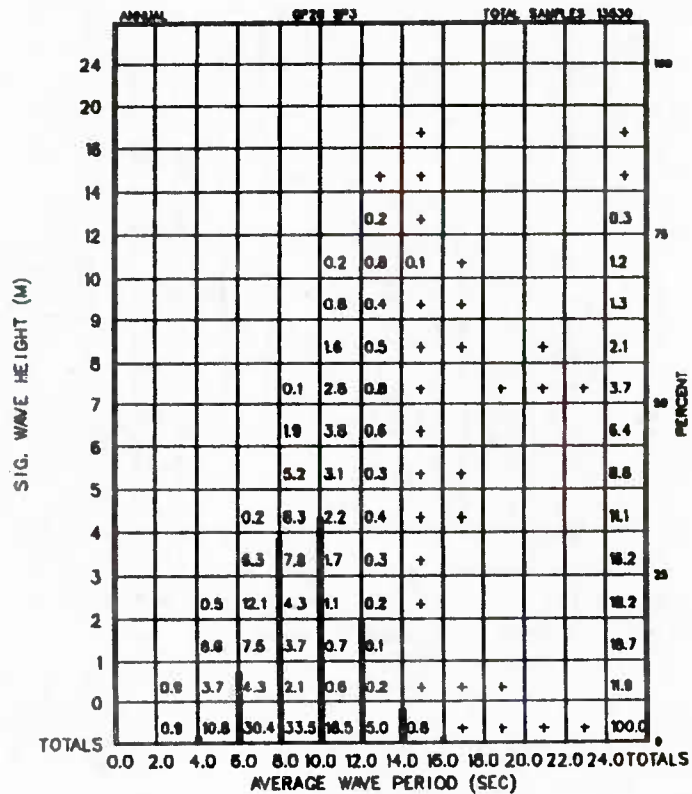 ANNUAL TOTAL SAMPLES 13630
24 100
20
+ +
16
+ + +
14
0.2 + 0.3
12 75
0.2 0.8 0.1 + 1.2
10
0.8 0.4 + + 1.3
9
1.6 0.5 + + + 2.1
8
0.1 2.8 0.8 + + + + 3.7
7 50
1.9 3.8 0.6 + 6.4
6
5.2 3.1 0.3 + + 8.8
5
0.2 8.3 2.2 0.4 + + 11.1
4
6.3 7.8 1.7 0.3 + 16.2
3 25
0.5 12.1 4.3 1.1 0.2 + 18.2
2
6.6 7.5 3.7 0.7 0.1 18.7
1
0.9 3.7 4.3 2.1 0.6 0.2 + + + 11.9
0
0.9 10.8 30.4 33.5 18.5 5.0 0.8 + + + + 100.0
TOTALS 0
0.0 2.0 4.0 6.0 8.0 10.0 12.0 14.0 16.0 18.0 20.0 22.0 24.0 TOTALS
AVERAGE WAVE PERIOD (SEC)
SIG. WAVE HEIGHT (M)
PERCENT